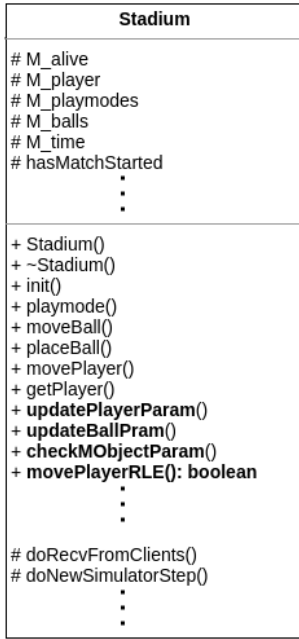 Stadium
# M_alive
# M_player
# M_playmodes
# M_balls
# M_time
# hasMatchStarted
+ Stadium()
+ ~Stadium()
+ init()
+ playmode()
+ moveBall()
+ placeBall()
+ movePlayer()
+ getPlayer()
+ updatePlayerParam()
+ updateBallPram()
+ checkMObjectParam()
+ movePlayerRLE(): boolean
# doRecvFromClients()
# doNewSimulatorStep()